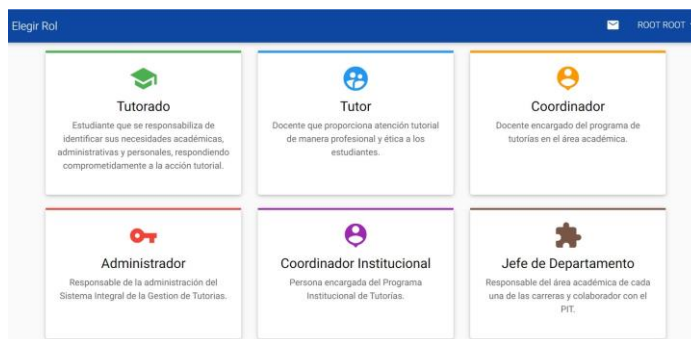 Elegir Rol
ROOT ROOT
Tutorado
Estudiante que se responsabiliza de
identificar sus necesidades académicas,
administrativas y personales, respondiendo
comprometidamente a la acción tutorial.
Tutor
Docente que proporciona atención tutorial
de manera profesional y ética a los
estudiantes.
Coordinador
Docente encargado del programa de
tutorías en el área académica.
Administrador
Responsable de la administración del
Sistema Integral de la Gestion de Tutorias.
Coordinador Institucional
Persona encargada del Programa
Institucional de Tutorías.
Jefe de Departamento
Responsable del área académica de cada
una de las carreras y colaborador con el
PIT.